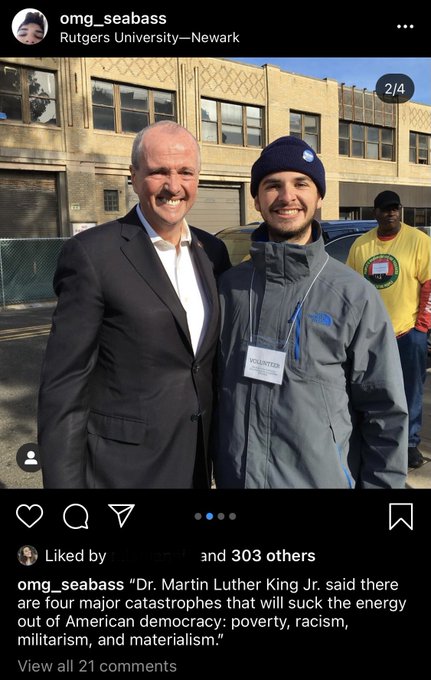 omg_seabass
Rutgers University—Newark
2/4
VOLUNTEER
Liked by and 303 others
omg_seabass “Dr. Martin Luther King Jr. said there
are four major catastrophes that will suck the energy
out of American democracy: poverty, racism,
militarism, and materialism.”
View all 21 comments